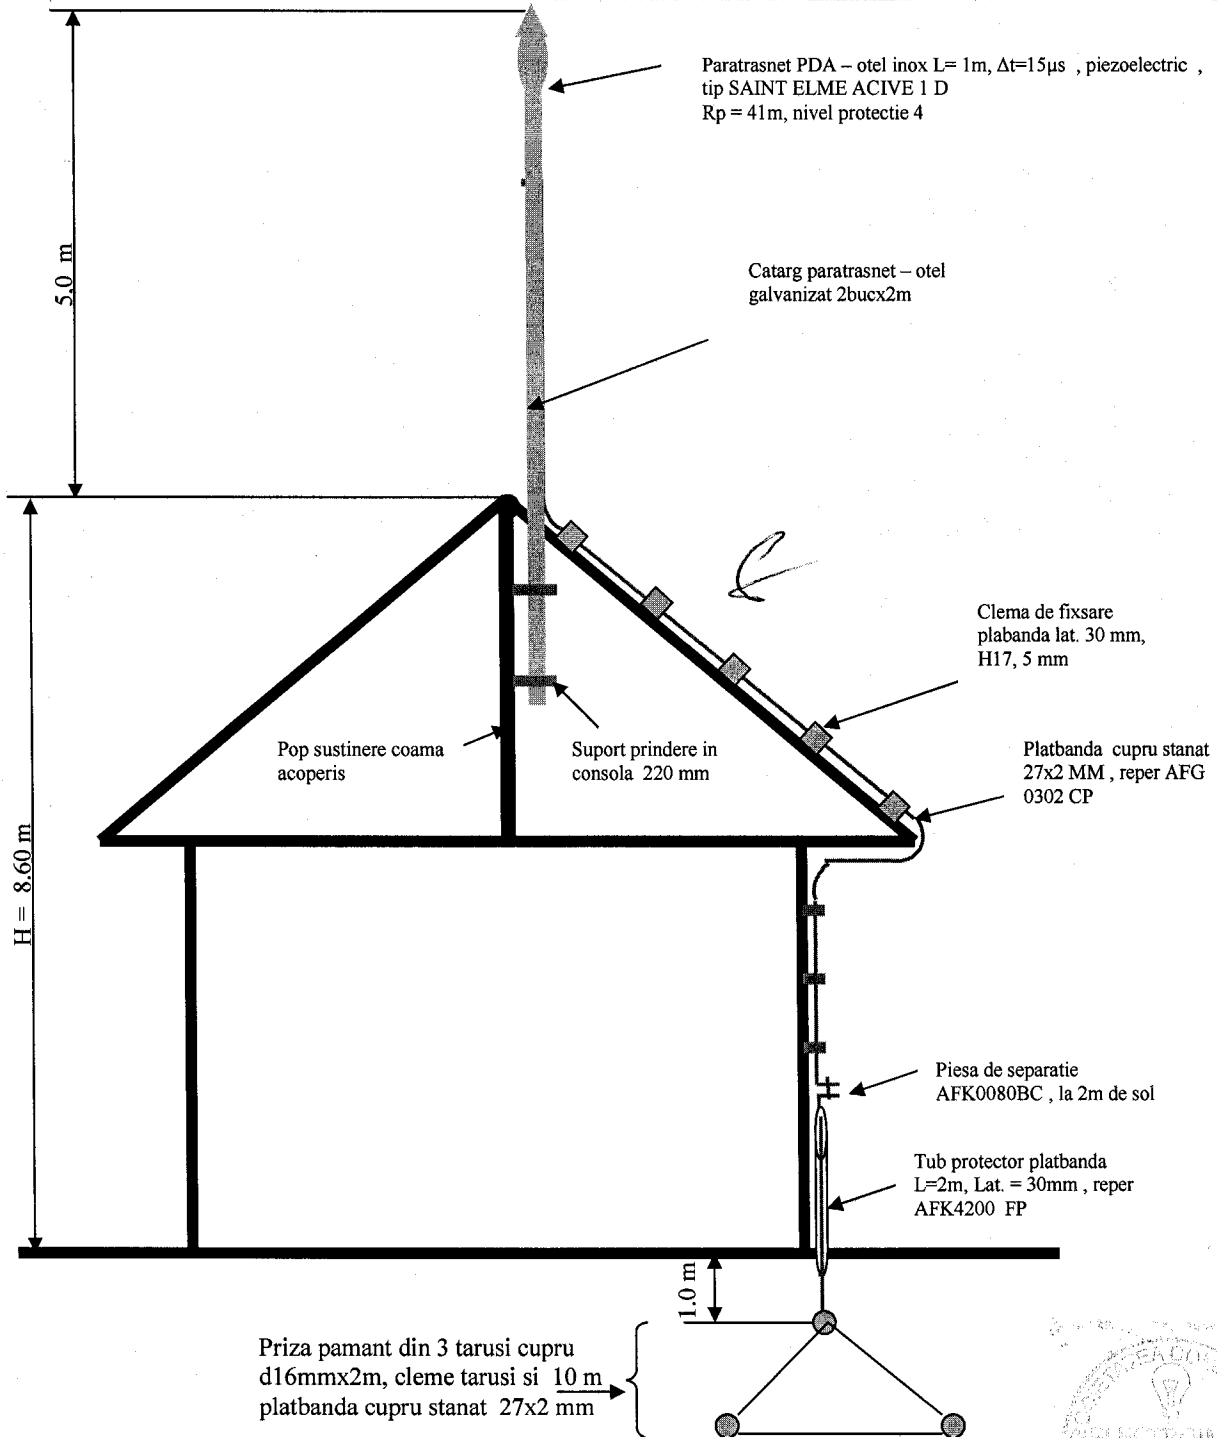 Paratrasnet PDA – otel inox L= 1m, Δt=15µs , piezoelectric ,
tip SAINT ELME ACIVE 1 D
Rp = 41m, nivel protectie 4
5,0 m
Catarg paratrasnet – otel
galvanizat 2bucx2m
Clema de fixsare
plabanda lat. 30 mm,
H17, 5 mm
Pop sustinere coama
acoperis
Suport prindere in
consola 220 mm
Platbanda cupru stanat
27x2 MM , reper AFG
0302 CP
H = 8.60 m
Piesa de separatie
AFK0080BC , la 2m de sol
Tub protector platbanda
L=2m, Lat. = 30mm , reper
AFK4200 FP
1.0 m
Priza pamant din 3 tarusi cupru
d16mmx2m, cleme tarusi si 10 m
platbanda cupru stanat 27x2 mm